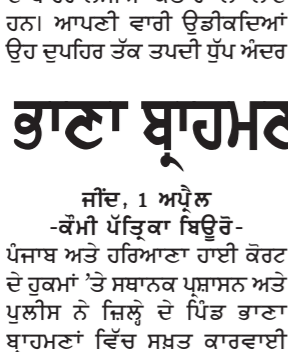 ਹਨ। ਆਪਣੀ ਵਾਰੀ ਉਡੀਕਦਿਆਂ
ਉਹ ਦੁਪਹਿਰ ਤੱਕ ਤਪਦੀ ਧੁੱਪ ਅੰਦਰ
ਭਾਣਾ
ਜੀਂਦ, 1 ਅਪ੍ਰੈਲ
-ਕੌਮੀ ਪੱਤ੍ਰਿਕਾ ਬਿਊਰੋ-
ਪੰਜਾਬ ਅਤੇ ਹਰਿਆਣਾ ਹਾਈ ਕੋਰਟ
ਦੇ ਹੁਕਮਾਂ 'ਤੇ ਸਥਾਨਕ ਪ੍ਰਸ਼ਾਸਨ ਅਤੇ
ਪੁਲੀਸ ਨੇ ਜ਼ਿਲ੍ਹੇ ਦੇ ਪਿੰਡ ਭਾਣਾ
ਬ੍ਰਾਹਮਣਾਂ ਵਿੱਚ ਸਖ਼ਤ ਕਾਰਵਾਈ